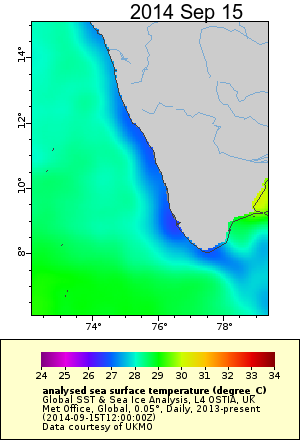 2014 Sep 15
14°
12°
10°
8°
74° 76° 78°
24 25 26 27 28 29 30 31 32 33 34
analysed sea surface temperature (degree_C)
Global SST & Sea Ice Analysis, L4 OSTIA, UK
Met Office, Global, 0.05°, Daily, 2013-present
(2014-09-15T12:00:00Z)
Data courtesy of UKMO